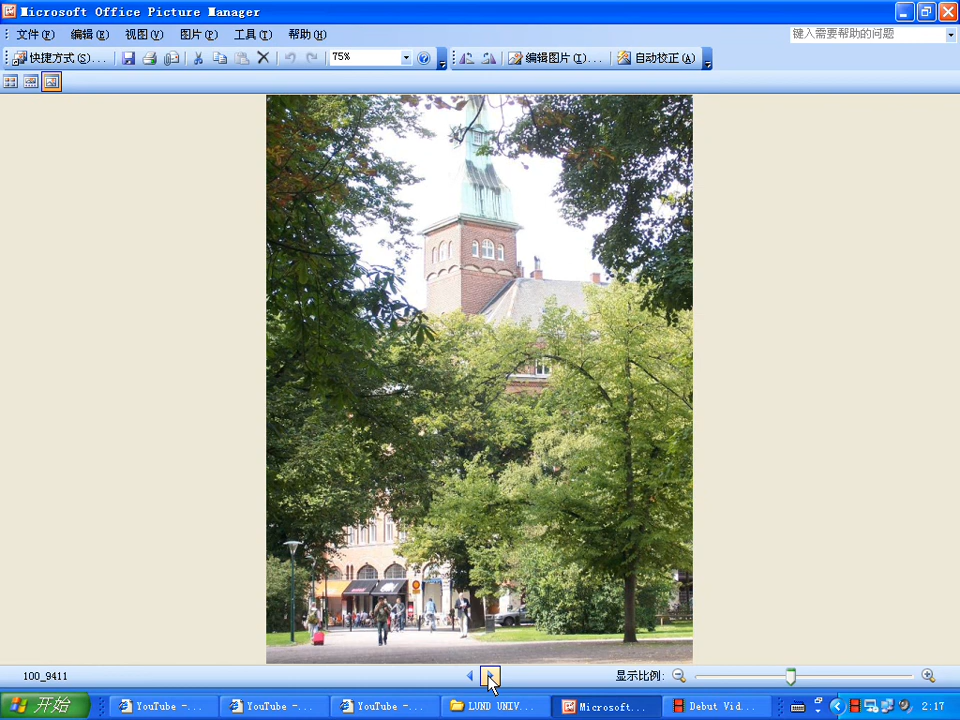 Microsoft Office Picture Manager
文件(F) 编辑(E) 视图(V) 图片(P) 工具(T) 帮助(H) 键入需要帮助的问题
快捷方式(S)... 75% 编辑图片(I)... 自动校正(A)
100_9411 显示比例:
开始 YouTube -... YouTube -... YouTube -... LUND UNIV... Microsoft... Debut Vid... 2:17